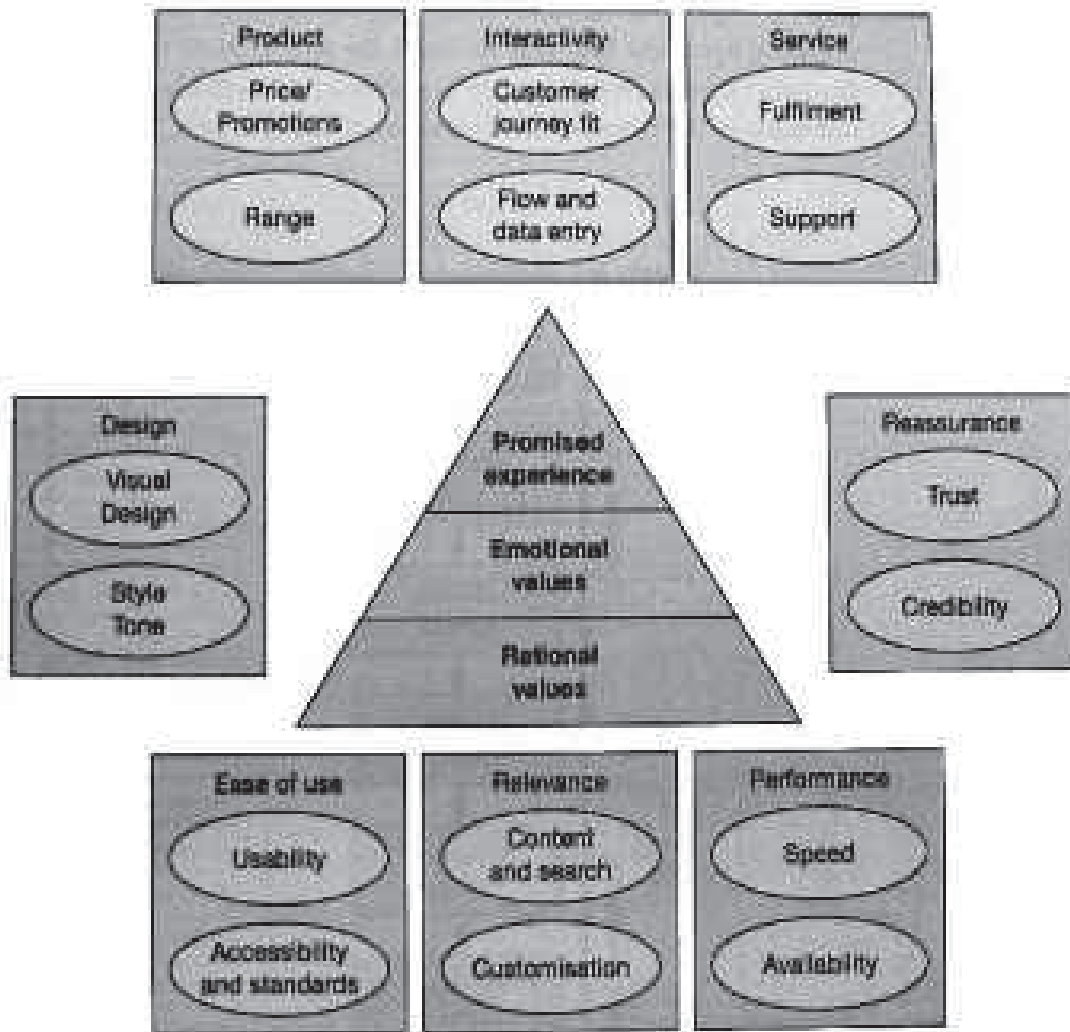 Product
Price/
Promotions
Range
Interactivity
Customer
journey fit
Flow and
data entry
Service
Fulfilment
Support
Design
Visual
Design
Style
Tone
Promised
experience
Emotional
values
Rational
values
Reassurance
Trust
Credibility
Ease of use
Usability
Accessibility
and standards
Relevance
Content
and search
Customisation
Performance
Speed
Availability